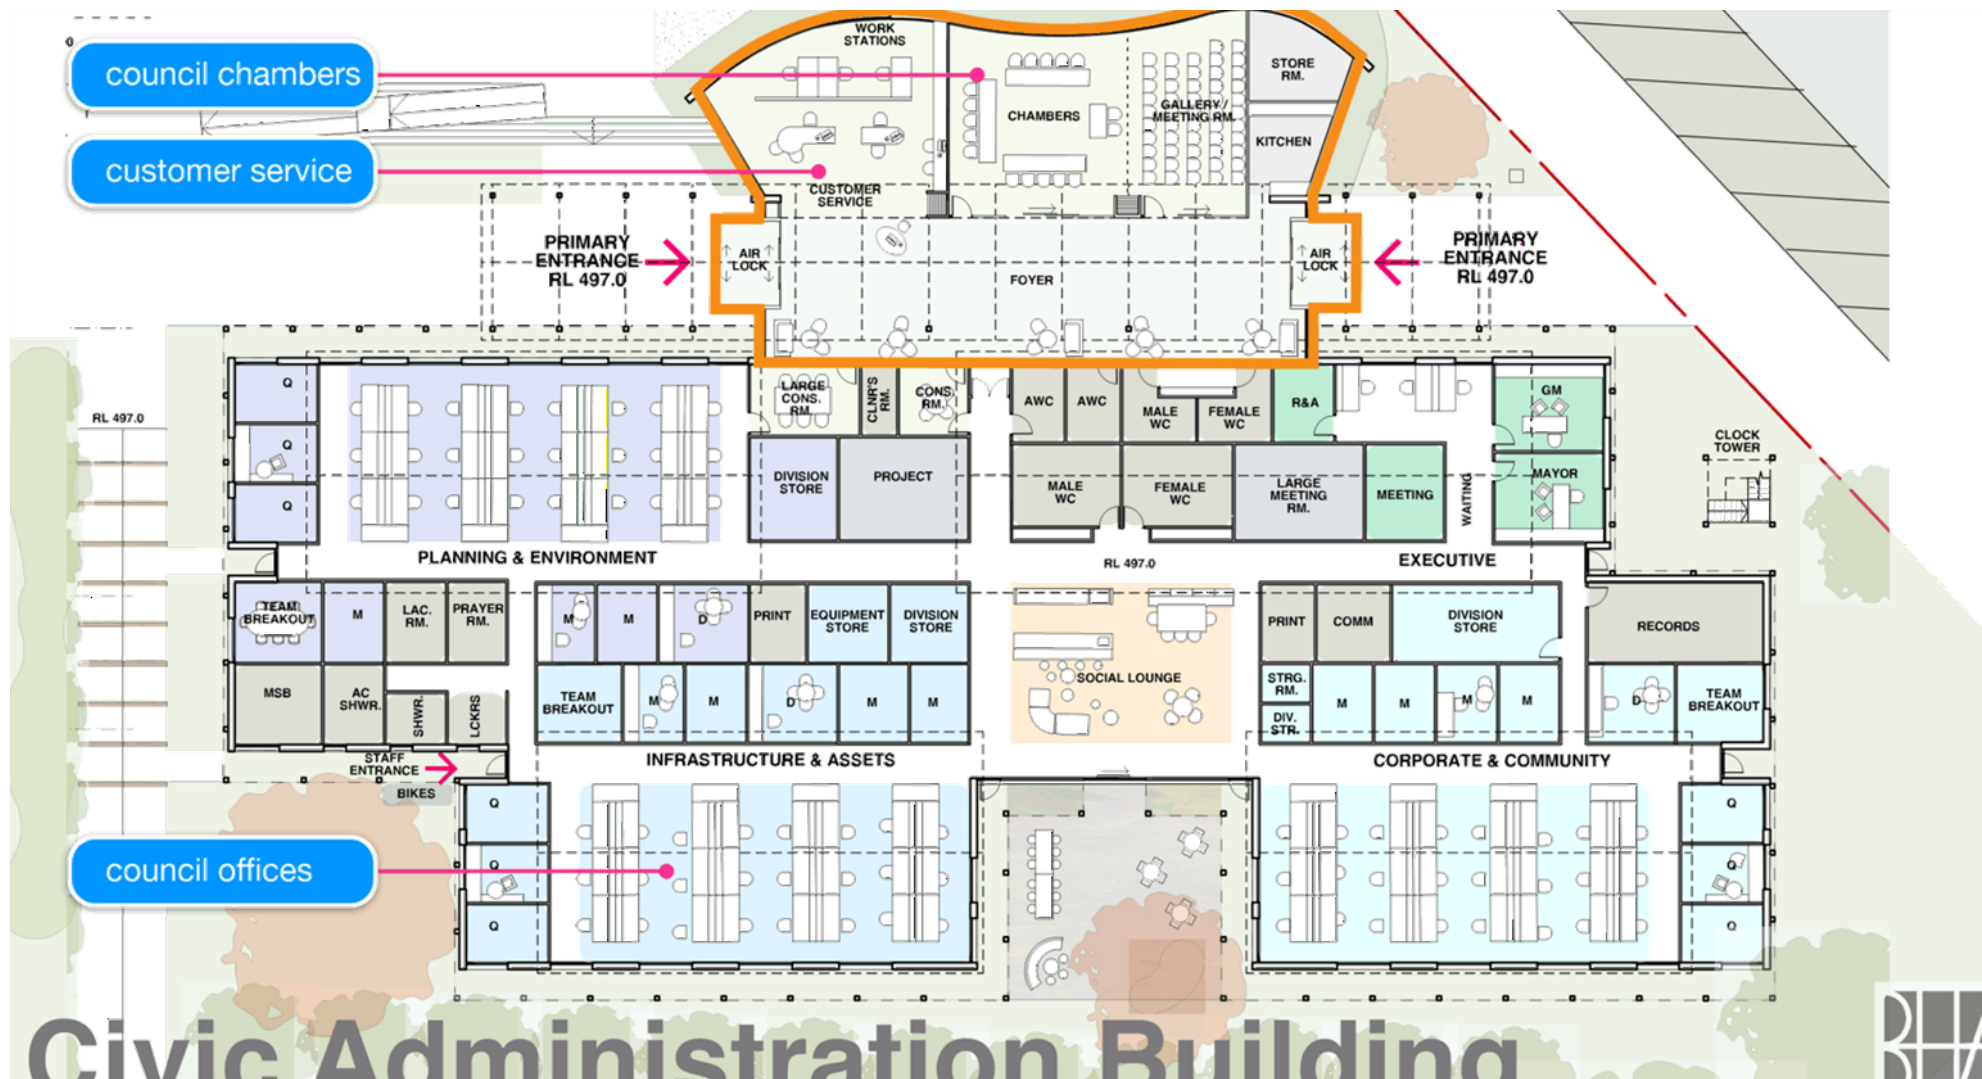 WORK
STATIONS
council chambers
STORE
RM.
CHAMBERS
GALLERY /
MEETING RM.
KITCHEN
customer service
CUSTOMER
SERVICE
PRIMARY
ENTRANCE
RL 497.0
AIR
LOCK
FOYER
AIR
LOCK
PRIMARY
ENTRANCE
RL 497.0
RL 497.0
Q
Q
Q
LARGE
CONS.
RM.
CLNR'S
RM.
CONS.
RM.
AWC
AWC
MALE
WC
FEMALE
WC
R&A
GM
CLOCK
TOWER
DIVISION
STORE
PROJECT
MALE
WC
FEMALE
WC
LARGE
MEETING
RM.
MEETING
WAITING
MAYOR
PLANNING & ENVIRONMENT
RL 497.0
EXECUTIVE
TEAM
BREAKOUT
M
LAC.
RM.
PRAYER
RM.
M
M
D
PRINT
EQUIPMENT
STORE
DIVISION
STORE
PRINT
COMM
DIVISION
STORE
RECORDS
MSB
AC
SHWR.
SHWR.
LCKRS
TEAM
BREAKOUT
M
M
D
M
M
SOCIAL LOUNGE
STRG.
RM.
DIV.
STR.
M
M
M
M
D
TEAM
BREAKOUT
STAFF
ENTRANCE
BIKES
INFRASTRUCTURE & ASSETS
CORPORATE & COMMUNITY
Q
Q
Q
council offices
Q
Q
Q
Civic Administration Building